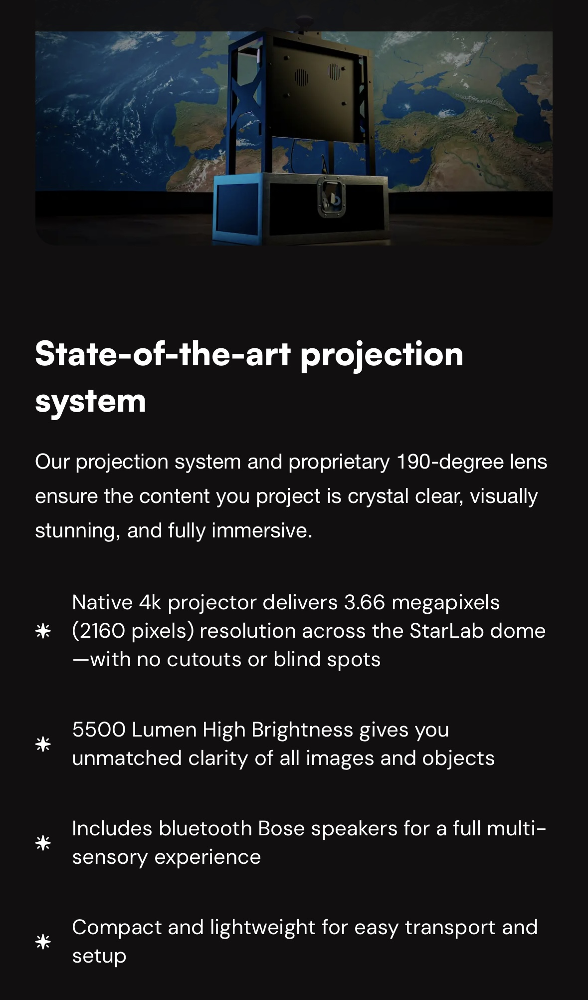 State-of-the-art projection
system
Our projection system and proprietary 190-degree lens
ensure the content you project is crystal clear, visually
stunning, and fully immersive.
Native 4k projector delivers 3.66 megapixels
(2160 pixels) resolution across the StarLab dome
—with no cutouts or blind spots
5500 Lumen High Brightness gives you
unmatched clarity of all images and objects
Includes bluetooth Bose speakers for a full multi-
sensory experience
Compact and lightweight for easy transport and
setup